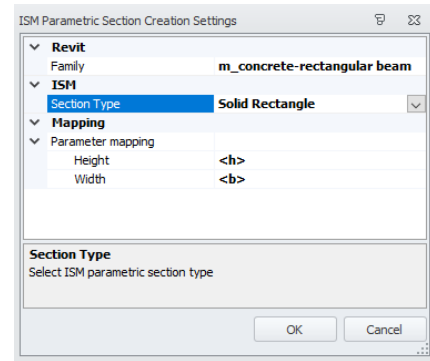 ISM Parametric Section Creation Settings
Revit
Family m_concrete-rectangular beam
ISM
Section Type Solid Rectangle
Mapping
Parameter mapping
Height <h>
Width <b>
Section Type
Select ISM parametric section type
OK Cancel